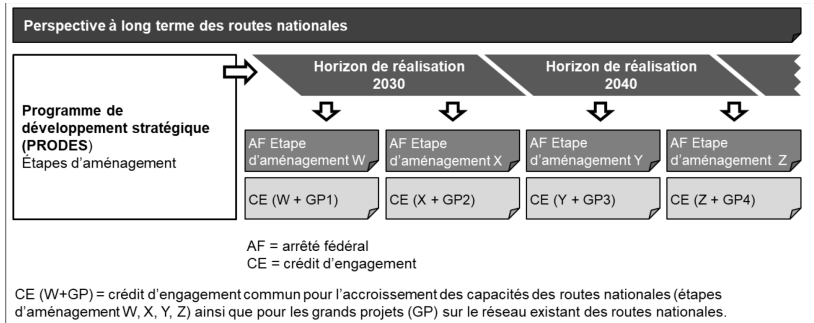 Perspective à long terme des routes nationales
Horizon de réalisation
2030
Horizon de réalisation
2040
Programme de
développement stratégique
(PRODES)
Étapes d'aménagement
AF Etape
d'aménagement W
AF Etape
d'aménagement X
AF Etape
d'aménagement Y
AF Etape
d'aménagement Z
CE (W + GP1)
CE (X + GP2)
CE (Y + GP3)
CE (Z + GP4)
AF = arrêté fédéral
CE = crédit d'engagement
CE (W+GP) = crédit d'engagement commun pour l'accroissement des capacités des routes nationales (étapes
d'aménagement W, X, Y, Z) ainsi que pour les grands projets (GP) sur le réseau existant des routes nationales.